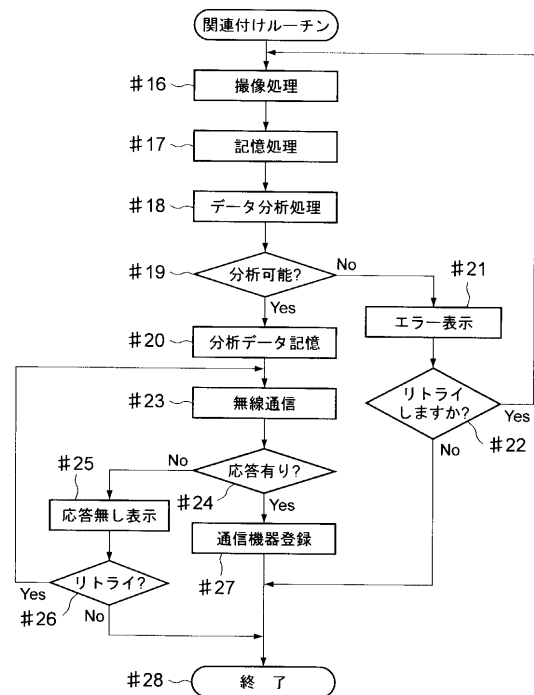 関連付けルーチン
#16
撮像処理
#17
記憶処理
#18
データ分析処理
#19
分析可能?
No
Yes
#21
エラー表示
#20
分析データ記憶
リトライ
しますか?
Yes
#22
No
#23
無線通信
#24
応答有り?
No
Yes
#25
応答無し表示
通信機器登録
#27
リトライ?
Yes
#26
No
#28
終 了